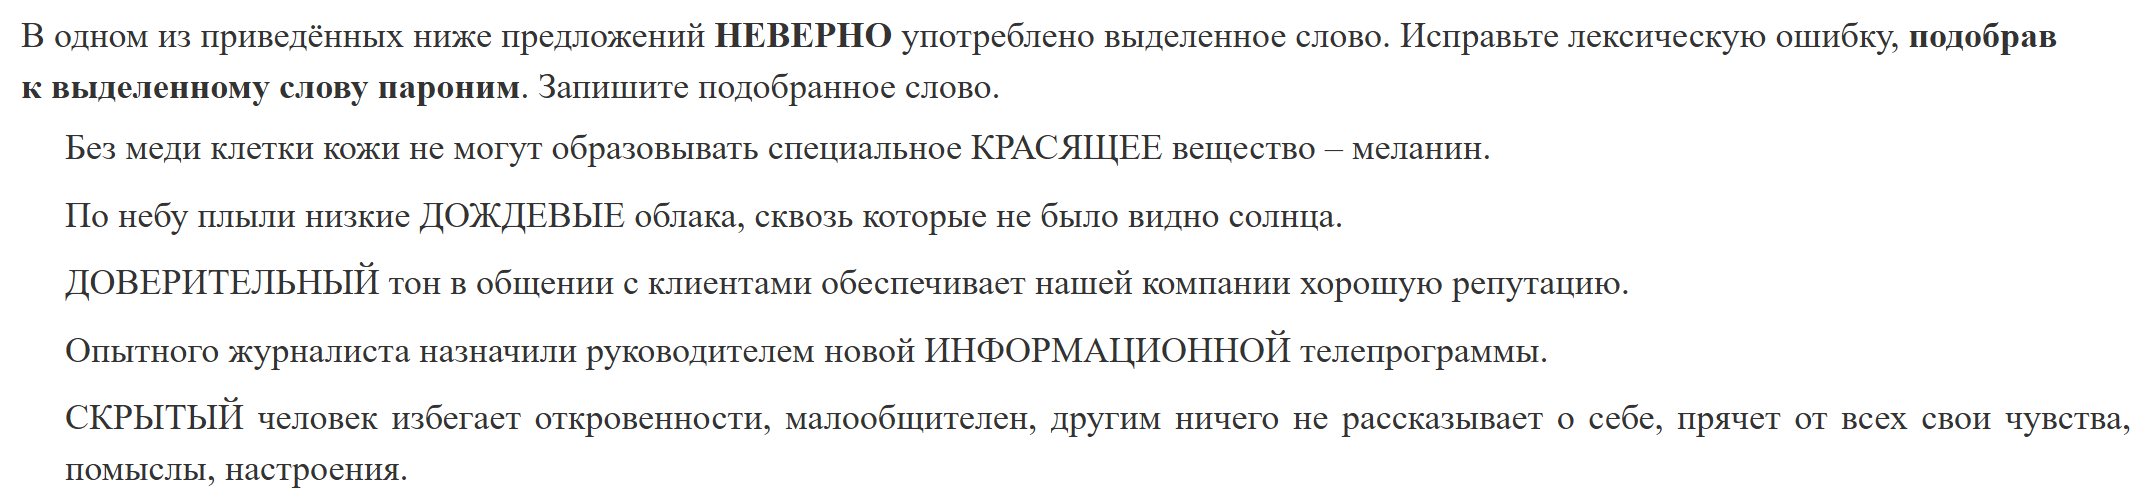 В одном из приведённых ниже предложений НЕВЕРНО употреблено выделенное слово. Исправьте лексическую ошибку, подобрав
к выделенному слову пароним. Запишите подобранное слово.
Без меди клетки кожи не могут образовывать специальное КРАСЯЩЕЕ вещество – меланин.
По небу плыли низкие ДОЖДЕВЫЕ облака, сквозь которые не было видно солнца.
ДОВЕРИТЕЛЬНЫЙ тон в общении с клиентами обеспечивает нашей компании хорошую репутацию.
Опытного журналиста назначили руководителем новой ИНФОРМАЦИОННОЙ телепрограммы.
СКРЫТЫЙ человек избегает откровенности, малообщителен, другим ничего не рассказывает о себе, прячет от всех свои чувства,
помыслы, настроения.